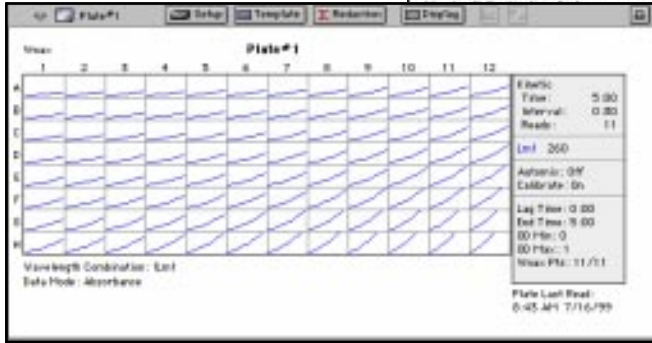 Plate#1 Setup Template Reduction Display
Vmax Plate#1
1 2 3 4 5 6 7 8 9 10 11 12
A
B
C
D
E
F
G
H
Kinetic
Time: 5:00
Interval: 0:30
Reads: 11
Lm1 260
Automix: Off
Calibrate: On
Lag Time: 0:00
End Time: 5:00
OD Min: 0
OD Max: 1
Vmax Pts: 11/11
Wavelength Combination: !Lm1
Data Mode: Absorbance
Plate Last Read:
8:43 AM 7/16/99